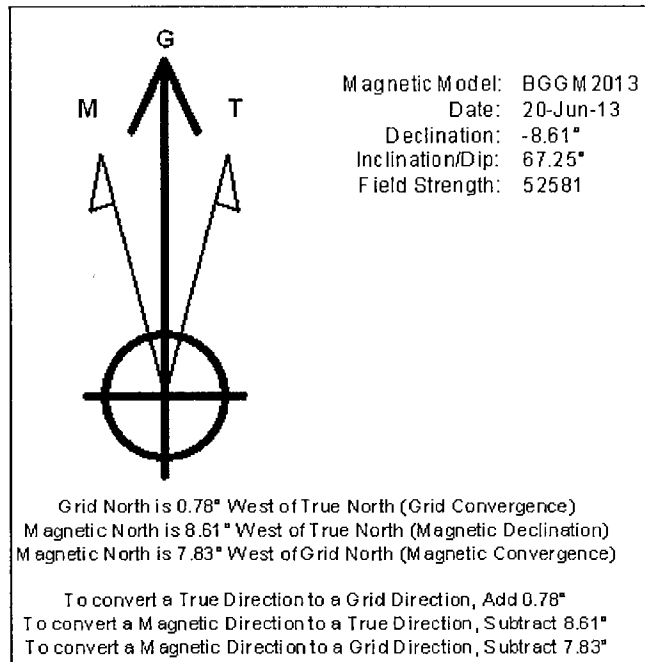 G
M
T
Magnetic Model: BGGM2013
Date: 20-Jun-13
Declination: -8.61°
Inclination/Dip: 67.25°
Field Strength: 52581
Grid North is 0.78° West of True North (Grid Convergence)
Magnetic North is 8.61° West of True North (Magnetic Declination)
Magnetic North is 7.83° West of Grid North (Magnetic Convergence)
To convert a True Direction to a Grid Direction, Add 0.78°
To convert a Magnetic Direction to a True Direction, Subtract 8.61°
To convert a Magnetic Direction to a Grid Direction, Subtract 7.83°